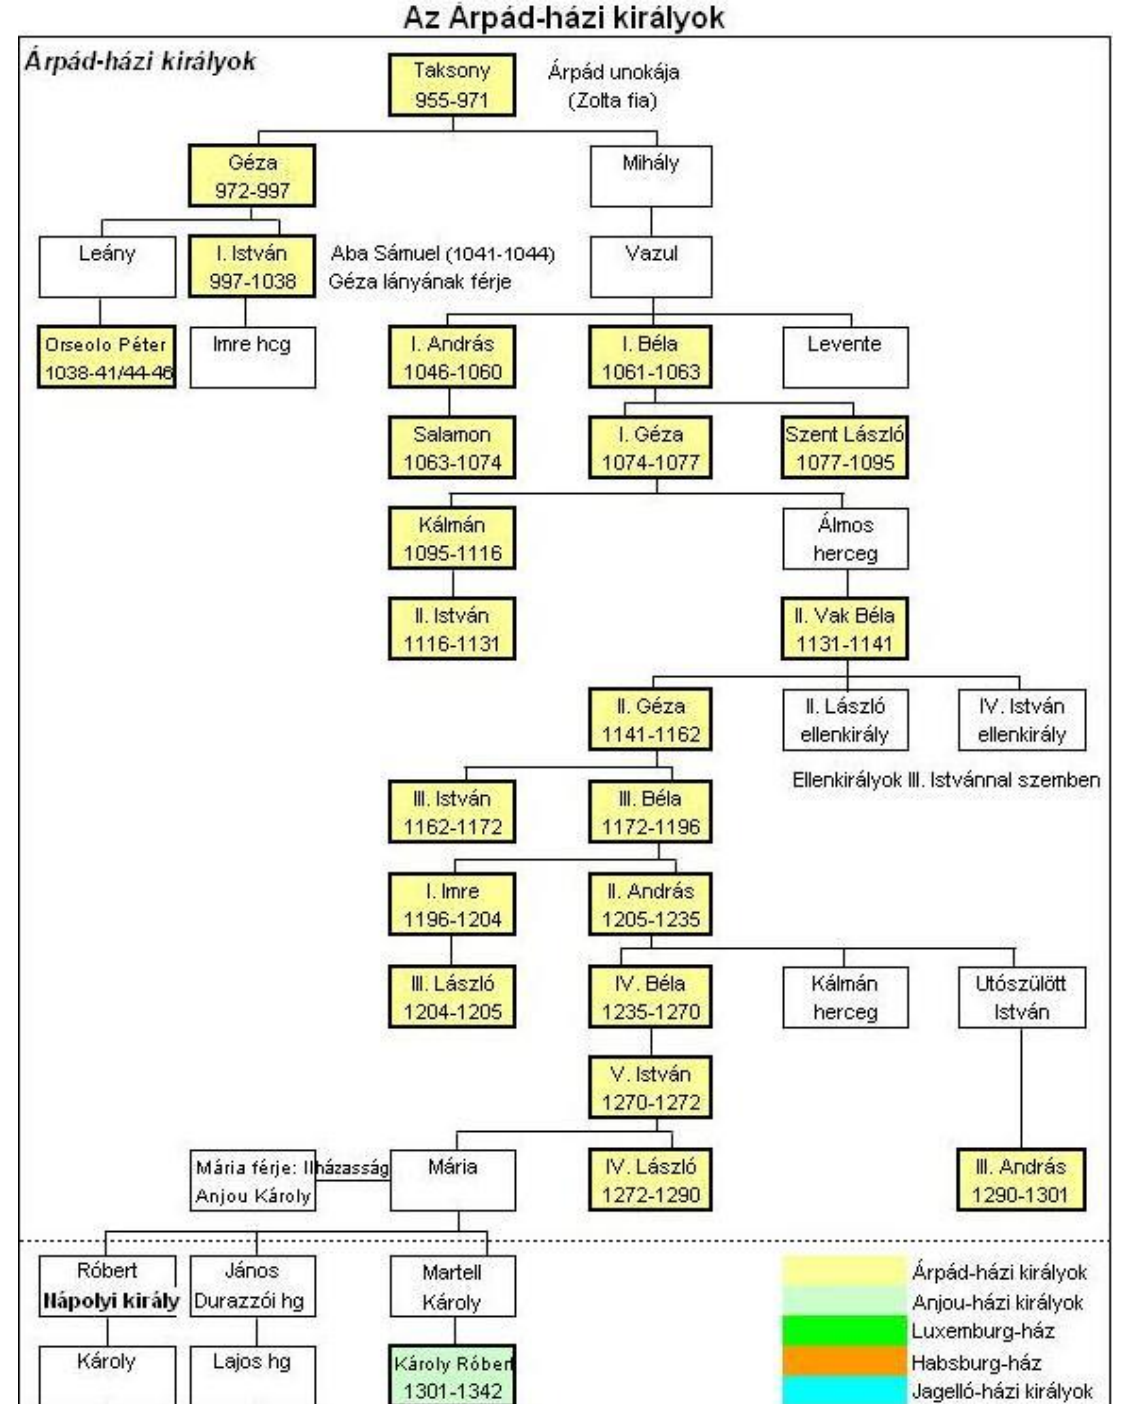 Az Árpád-házi királyok
Árpád-házi királyok
Taksony
955-971
Árpád unokája
(Zolta fia)
Géza
972-997
Mihály
Leány
I. István
997-1038
Aba Sámuel (1041-1044)
Géza lányának férje
Vazul
Orseolo Péter
1038-41/44-46
Imre hcg
I. András
1046-1060
I. Béla
1061-1063
Levente
Salamon
1063-1074
I. Géza
1074-1077
Szent László
1077-1095
Kálmán
1095-1116
Álmos
herceg
II. István
1116-1131
II. Vak Béla
1131-1141
II. Géza
1141-1162
II. László
ellenkirály
IV. István
ellenkirály
Ellenkirályok III. Istvánnal szemben
III. István
1162-1172
III. Béla
1172-1196
I. Imre
1196-1204
II. András
1205-1235
III. László
1204-1205
IV. Béla
1235-1270
Kálmán
herceg
Utószülött
István
V. István
1270-1272
Mária férje: II
Anjou Károly
házasság
Mária
IV. László
1272-1290
III. András
1290-1301
Róbert
Nápolyi király
János
Durazzói hg
Martell
Károly
Károly
Lajos hg
Károly Róbert
1301-1342
Árpád-házi királyok
Anjou-házi királyok
Luxemburg-ház
Habsburg-ház
Jagelló-házi királyok